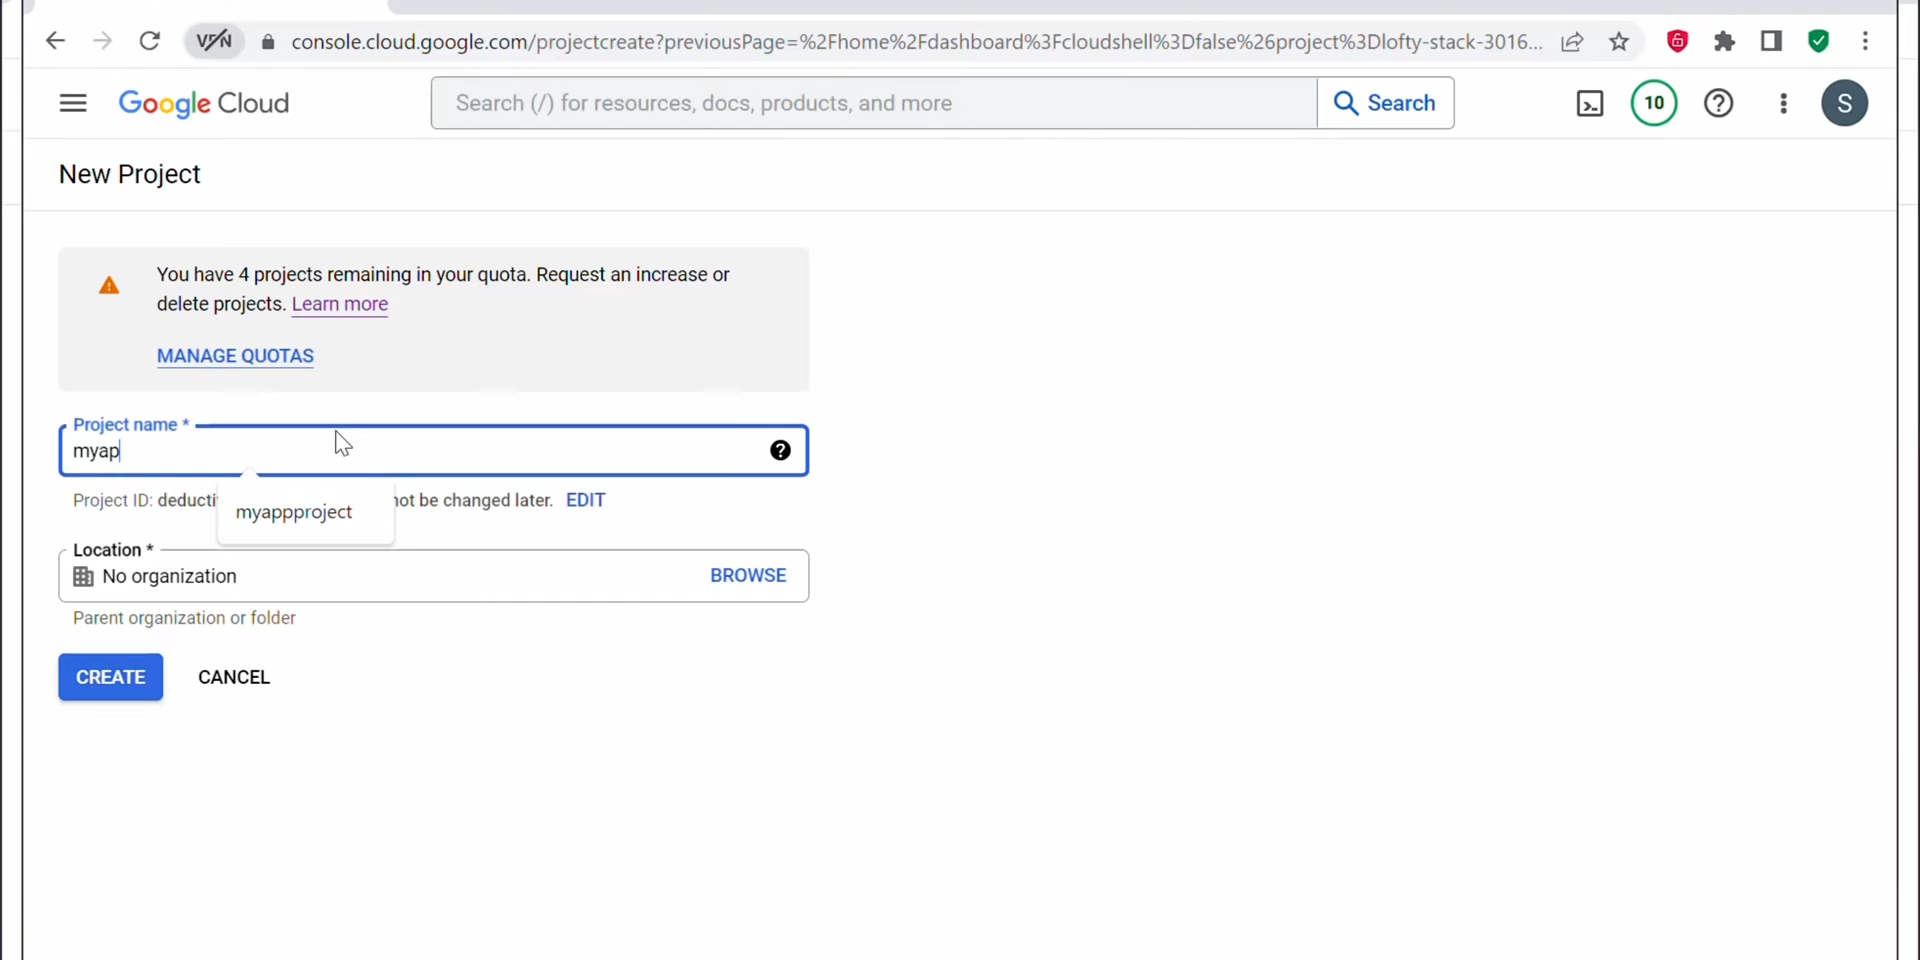 VPN
console.cloud.google.com/projectcreate?previousPage=%2Fhome%2Fdashboard%3Fcloudshell%3Dfalse%26project%3Dlofty-stack-3016...
Google Cloud
Search (/) for resources, docs, products, and more
Search
10
S
New Project
You have 4 projects remaining in your quota. Request an increase or
delete projects. Learn more
MANAGE QUOTAS
Project name *
myap
Project ID: not be changed later. EDIT
myappproject
Location *
No organization
BROWSE
Parent organization or folder
CREATE
CANCEL